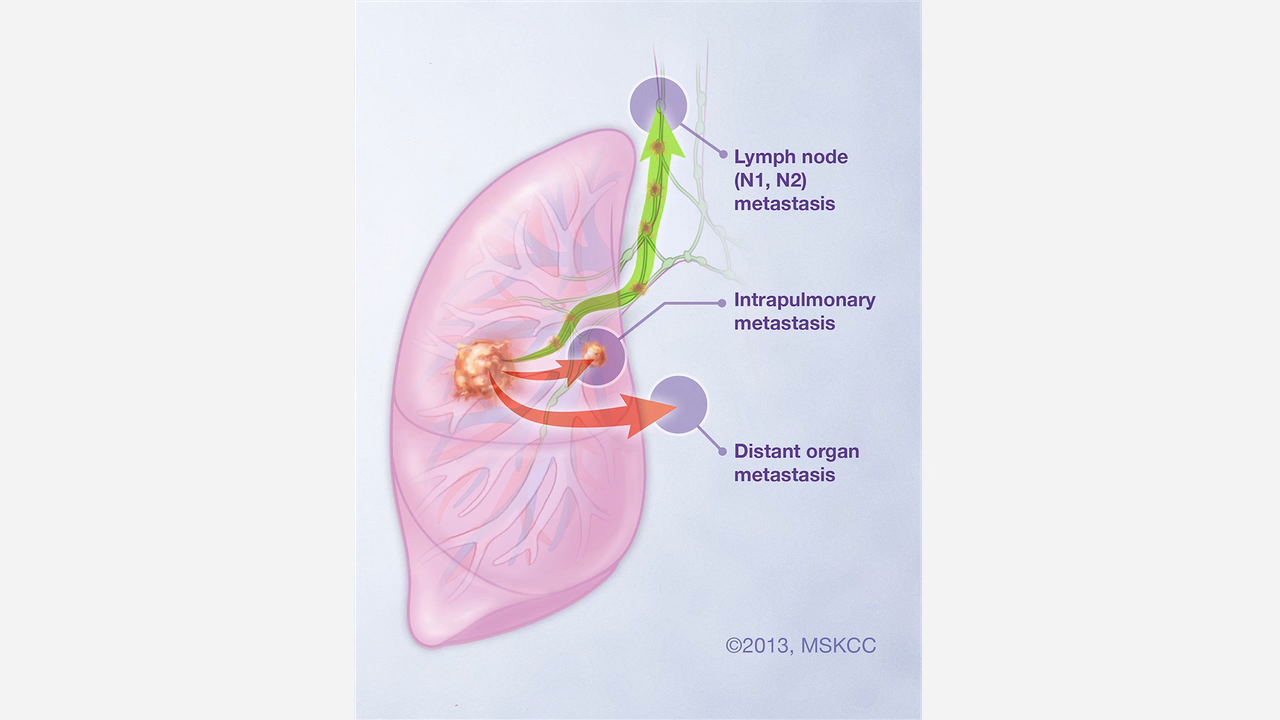 Lymph node
(N1, N2)
metastasis
Intrapulmonary
metastasis
Distant organ
metastasis
©2013, MSKCC